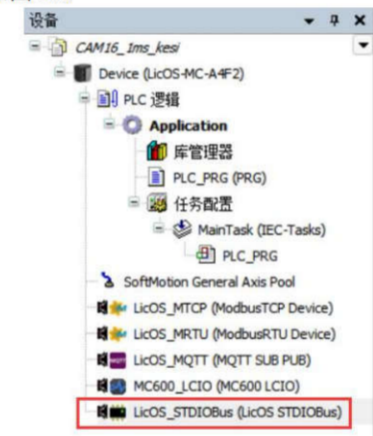 设备
CAM16_1ms_kesi
Device (LicOS-MC-A4F2)
PLC 逻辑
Application
库管理器
PLC_PRG (PRG)
任务配置
MainTask (IEC-Tasks)
PLC_PRG
SoftMotion General Axis Pool
LicOS_MTCP (ModbusTCP Device)
LicOS_MRTU (ModbusRTU Device)
LicOS_MQTT (MQTT SUB PUB)
MC600_LCIO (MC600 LCIO)
LicOS_STDIOBus (LicOS STDIOBus)